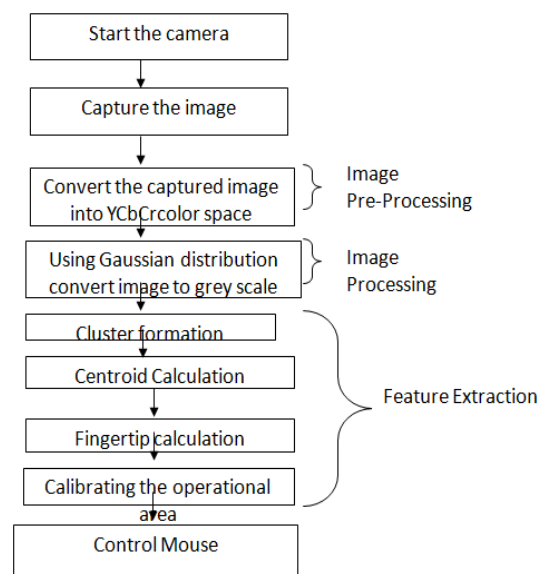 Start the camera
Capture the image
Convert the captured image
into YCbCrcolor space
Image
Pre-Processing
Using Gaussian distribution
convert image to grey scale
Image
Processing
Cluster formation
Centroid Calculation
Feature Extraction
Fingertip calculation
Calibrating the operational
area
Control Mouse